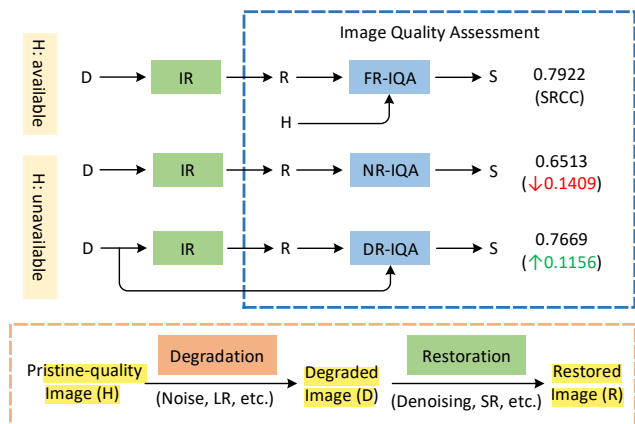 Image Quality Assessment
H: available
D
IR
R
FR-IQA
S
0.7922
(SRCC)
H
H: unavailable
D
IR
R
NR-IQA
S
0.6513
(↓0.1409)
D
IR
R
DR-IQA
S
0.7669
(↑0.1156)
Pristine-quality
Image (H)
Degradation
(Noise, LR, etc.)
Degraded
Image (D)
Restoration
(Denoising, SR, etc.)
Restored
Image (R)